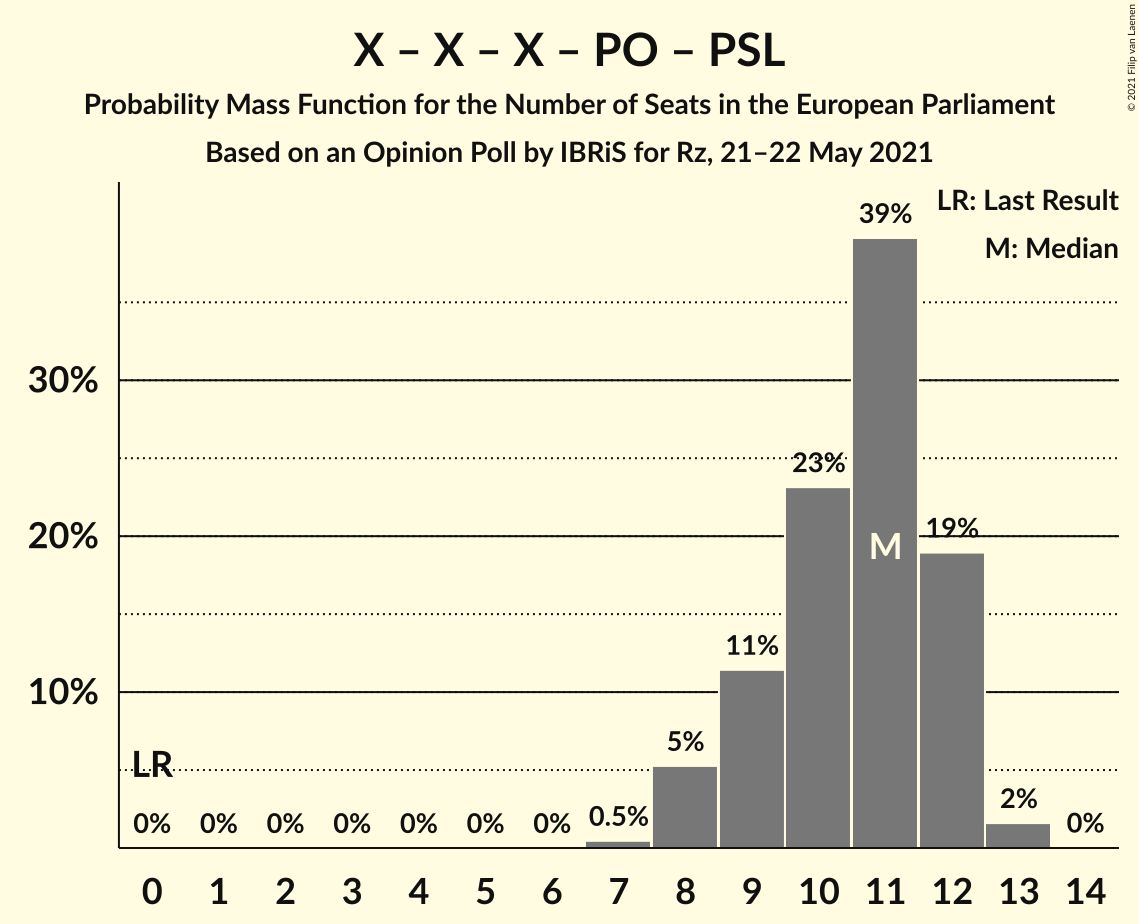 X – X – X – PO – PSL
Probability Mass Function for the Number of Seats in the European Parliament
Based on an Opinion Poll by IBRiS for Rz, 21–22 May 2021
© 2021 Filip van Laenen
LR: Last Result
M: Median
39%
30%
23%
20%
19%
M
11%
10%
5%
LR
2%
0% 0% 0% 0% 0% 0% 0% 0.5% 0%
0 1 2 3 4 5 6 7 8 9 10 11 12 13 14